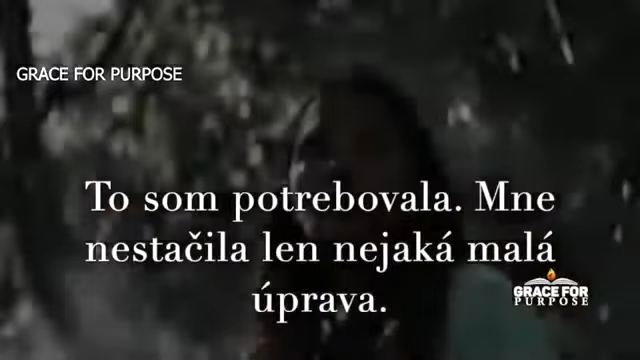 GRACE FOR PURPOSE
To som potrebovala. Mne
nestačila len nejaká malá
úprava.
GRACE FOR
PURPOSE